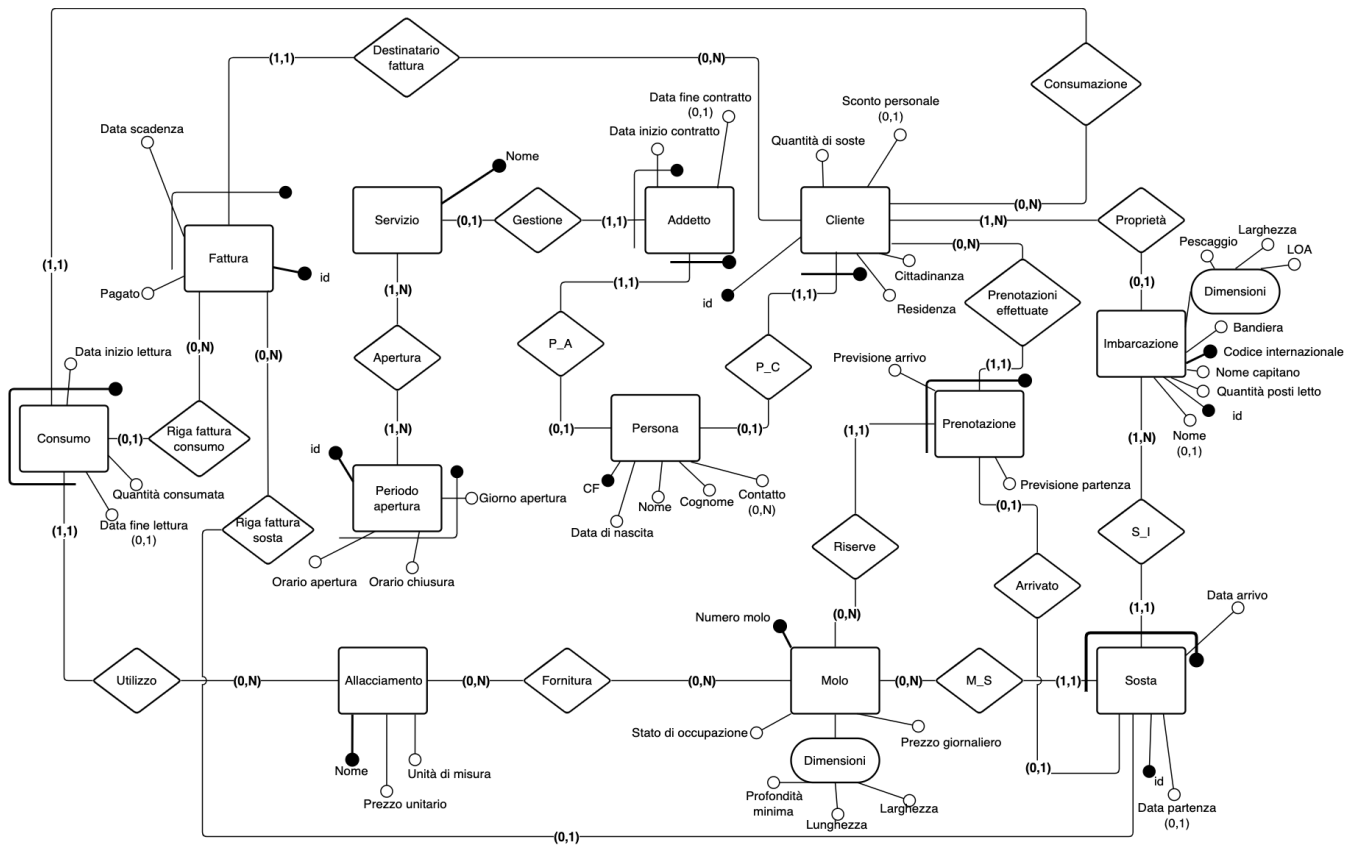 Destinatario
fattura
(1,1)
(0,N)
Consumazione
Data scadenza
Data fine contratto
(0,1)
Data inizio contratto
Sconto personale
(0,1)
Quantità di soste
Nome
Servizio
(0,1)
Gestione
(1,1)
Addetto
Cliente
(0,N)
(1,N)
Proprietà
(0,N)
Fattura
id
Pagato
(1,1)
(1,N)
(1,1)
(1,1)
id
Cittadinanza
Residenza
Prenotazioni
effettuate
(0,1)
Pescaggio
Larghezza
LOA
Dimensioni
Bandiera
Codice internazionale
Nome capitano
Quantità posti letto
id
Nome
(0,1)
Imbarcazione
(0,N)
(0,N)
Apertura
P_A
P_C
Previsione arrivo
(1,1)
Data inizio lettura
Consumo
(0,1)
Riga fattura
consumo
Quantità consumata
Data fine lettura
(0,1)
(1,1)
Riga fattura
sosta
(1,N)
id
Periodo
apertura
Giorno apertura
Orario apertura
Orario chiusura
(0,1)
Persona
(0,1)
CF
Data di nascita
Nome
Cognome
Contatto
(0,N)
(1,1)
Prenotazione
Previsione partenza
(0,1)
(1,N)
S_I
Riserve
Arrivato
(0,N)
(1,1)
Data arrivo
Numero molo
Utilizzo
(0,N)
Allacciamento
(0,N)
Fornitura
(0,N)
Molo
(0,N)
M_S
(1,1)
Sosta
Stato di occupazione
Prezzo giornaliero
Dimensioni
Profondità
minima
Lunghezza
Larghezza
Nome
Prezzo unitario
Unità di misura
(0,1)
id
Data partenza
(0,1)
(0,1)